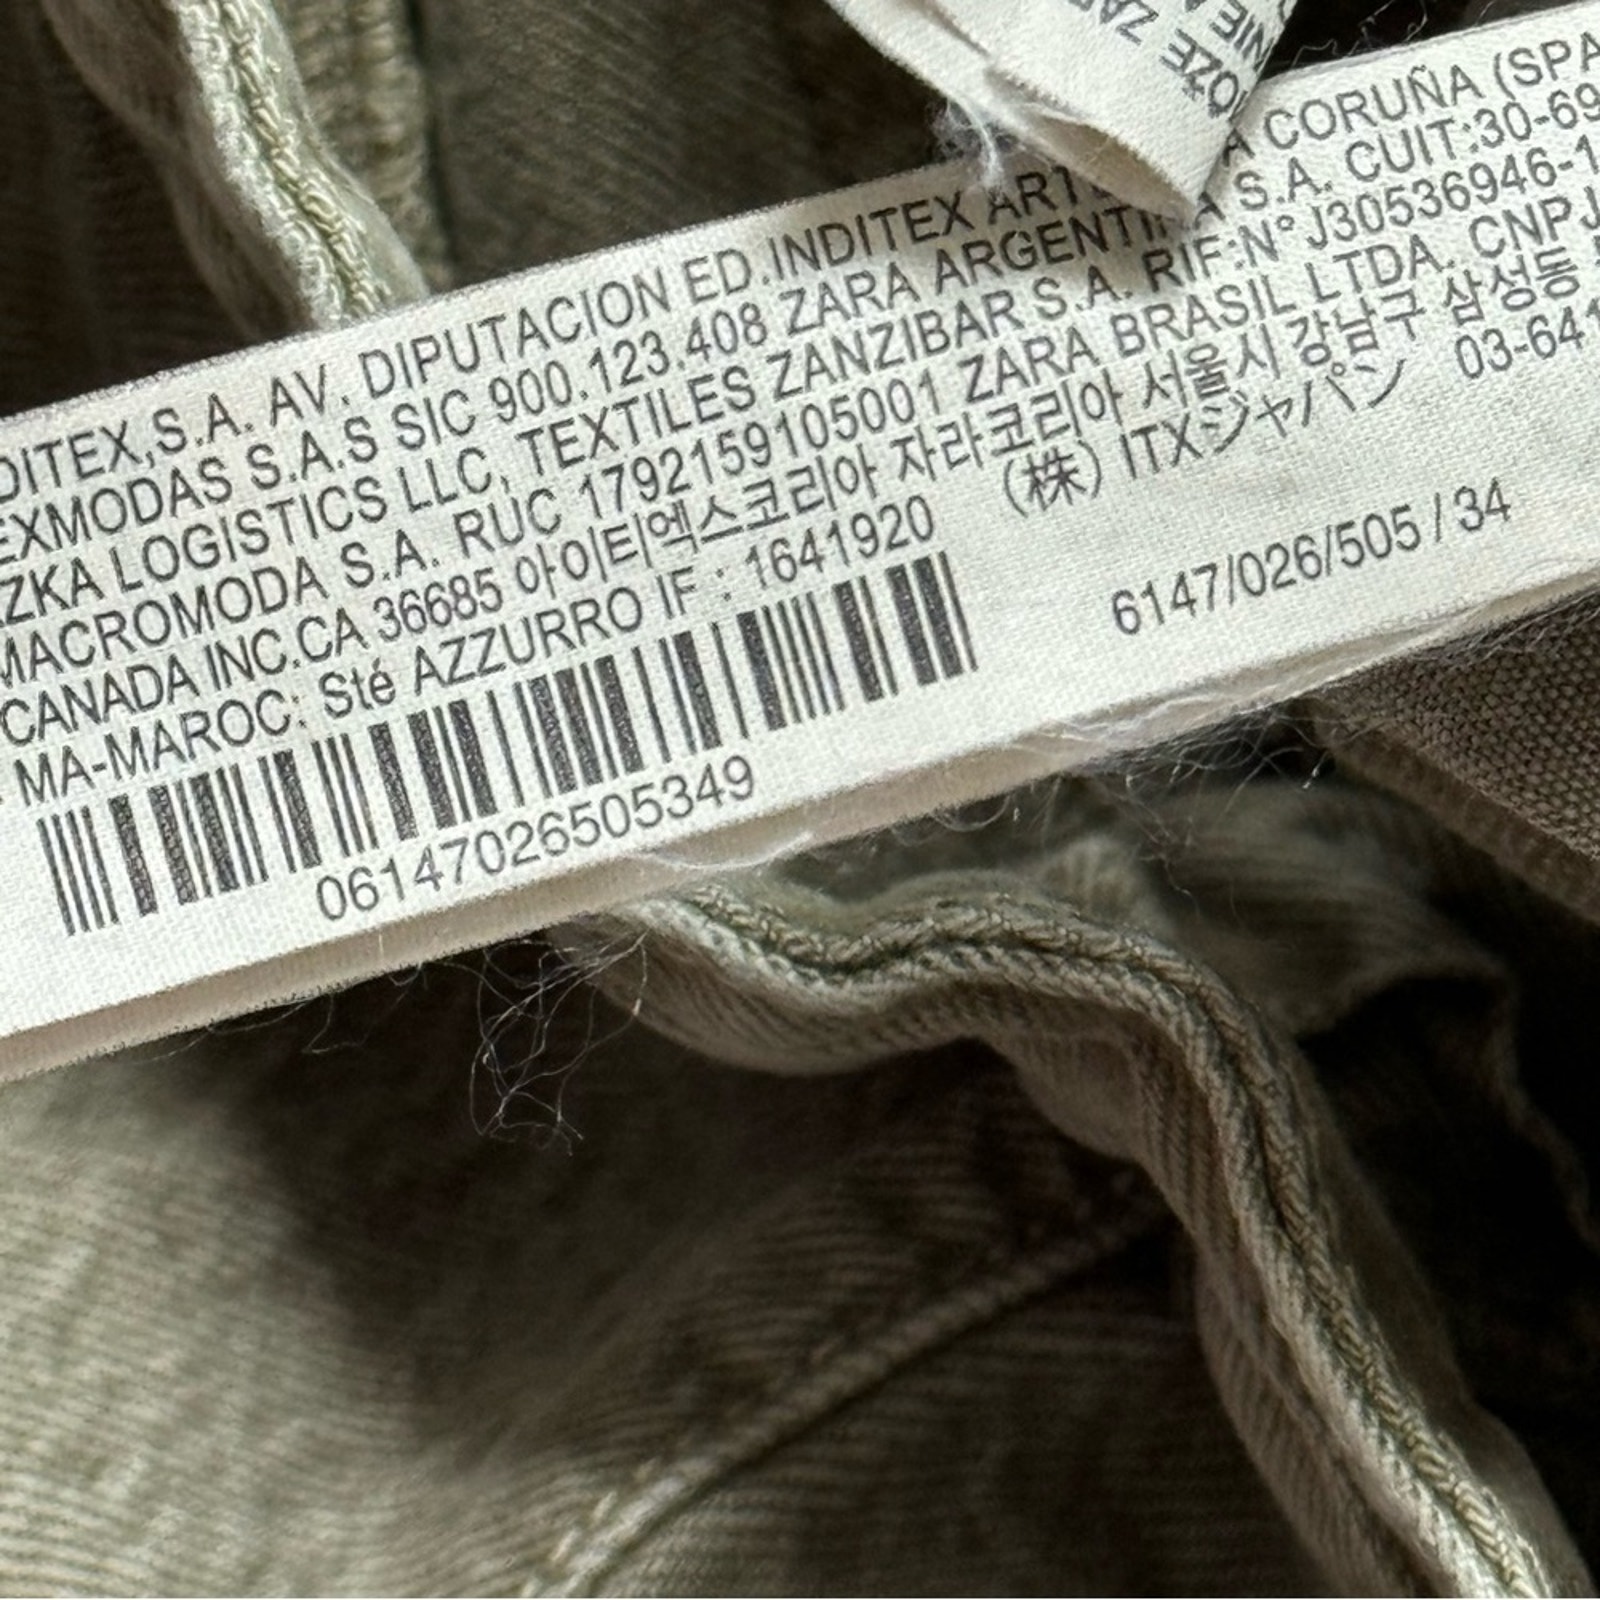 ÓŻE ZA
NIE
DITEX,S.A. AV. DIPUTACION ED.INDITEX ARTE A CORUÑA (SPA
EXMODAS S.A.S SIC 900.123.408 ZARA ARGENTINA S.A. CUIT:30-69
ZKA LOGISTICS LLC, TEXTILES ZANZIBAR S.A. RIF:N°J30536946-1
MACROMODA S.A. RUC 1792159105001 ZARA BRASIL LTDA. CNPJ
CANADA INC.CA 36685 아이티엑스코리아 자라코리아 서울시 강남구 삼성동
MA-MAROC: Sté AZZURRO IF : 1641920 (株) ITXジャパン 03-641
6147/026/505 / 34
06147026505349